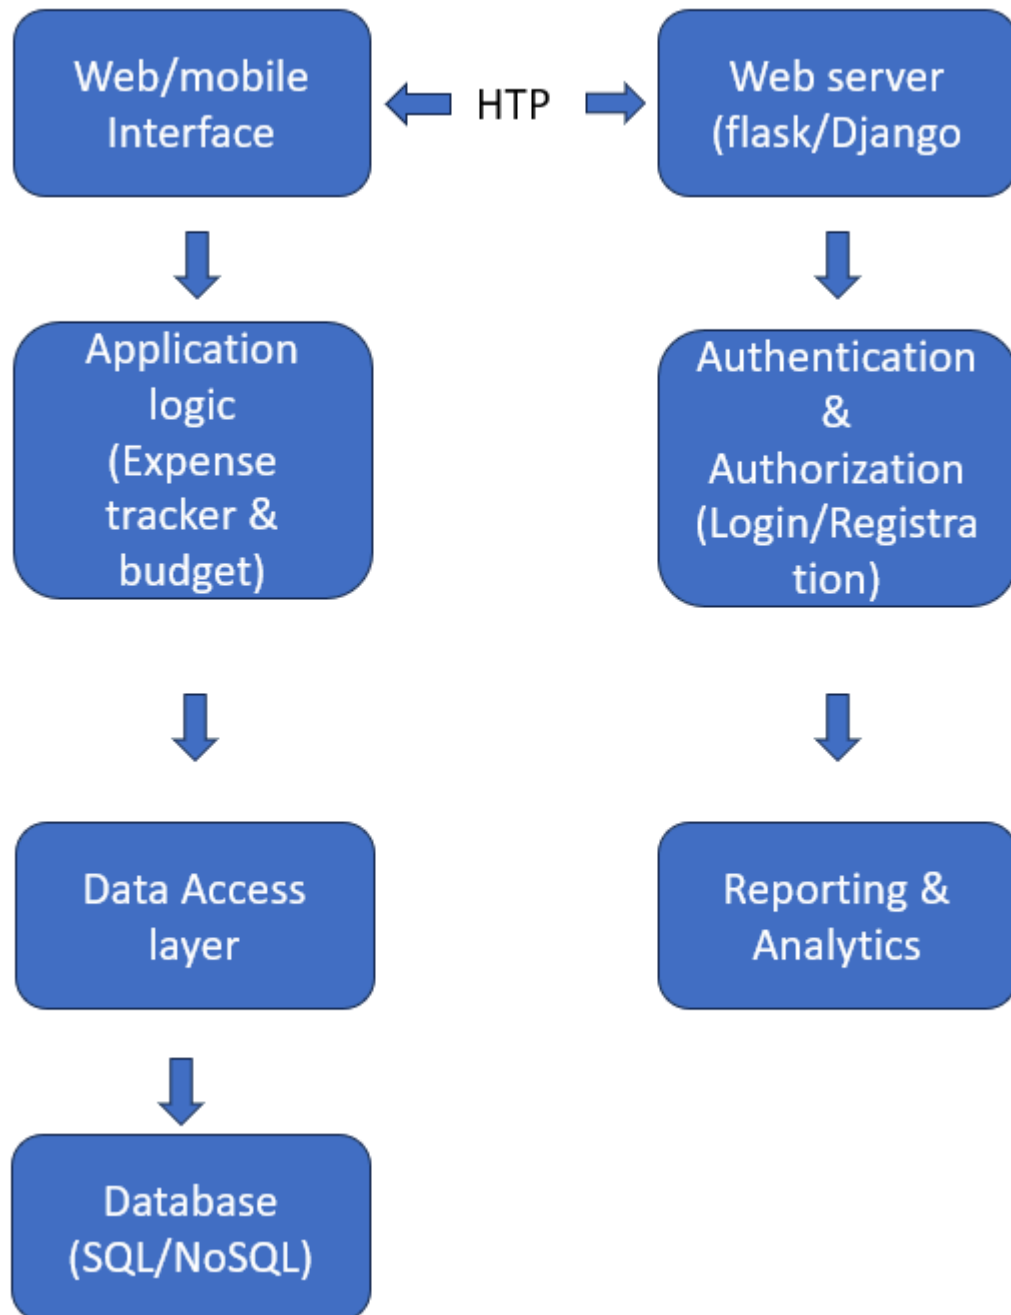 Web/mobile
Interface
HTP
Web server
(flask/Django
Application
logic
(Expense
tracker &
budget)
Authentication
&
Authorization
(Login/Registra
tion)
Data Access
layer
Reporting &
Analytics
Database
(SQL/NoSQL)